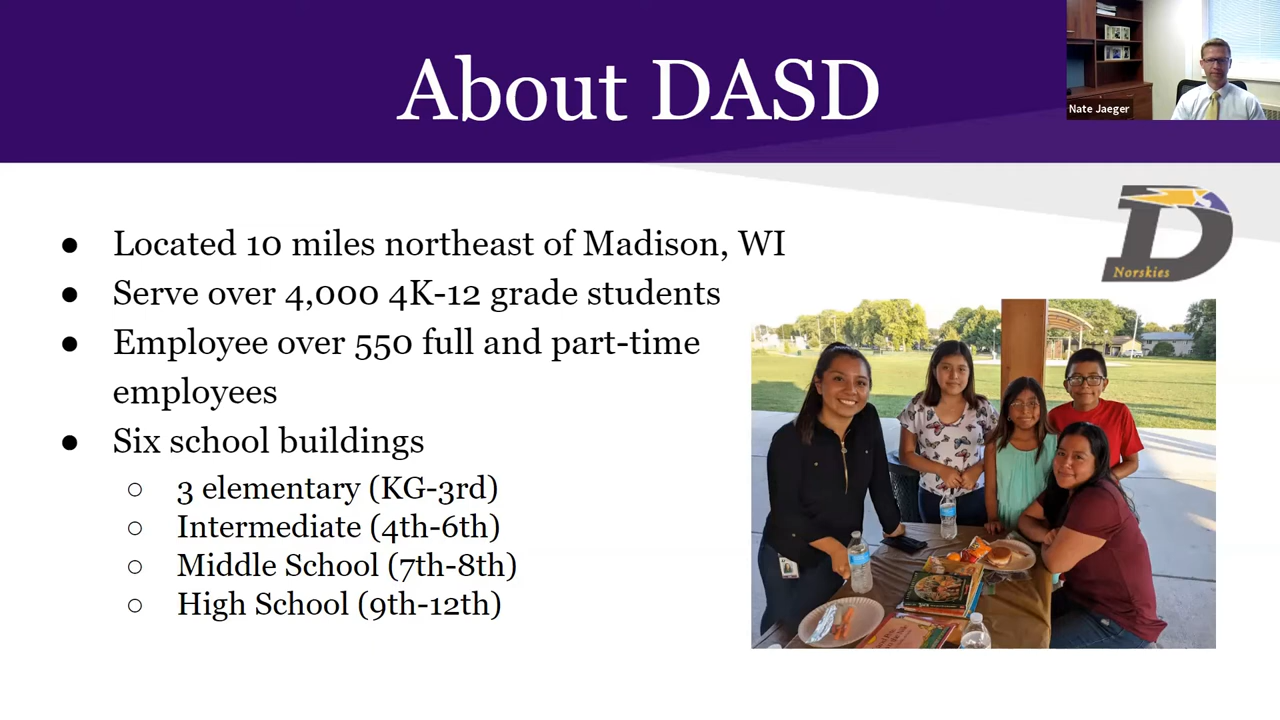 About DASD
Nate Jaeger
Norskies
● Located 10 miles northeast of Madison, WI
● Serve over 4,000 4K-12 grade students
● Employee over 550 full and part-time
employees
● Six school buildings
○ 3 elementary (KG-3rd)
○ Intermediate (4th-6th)
○ Middle School (7th-8th)
○ High School (9th-12th)